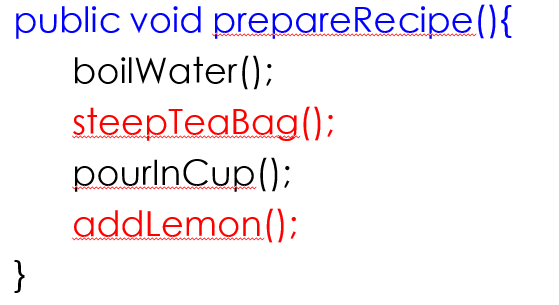 public void prepareRecipe(){
boilWater();
steepTeaBag();
pourInCup();
addLemon();
}